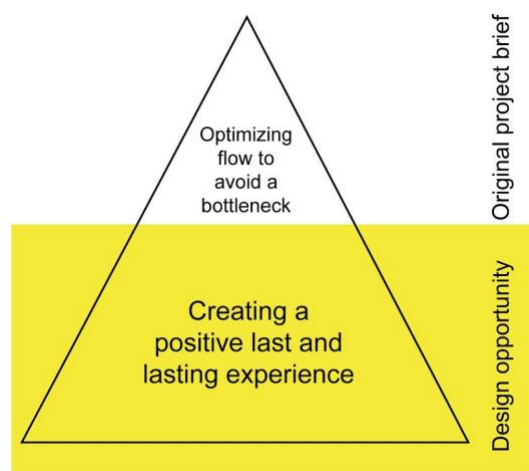 Optimizing
flow to
avoid a
bottleneck
Original project brief
Creating a
positive last and
lasting experience
Design opportunity